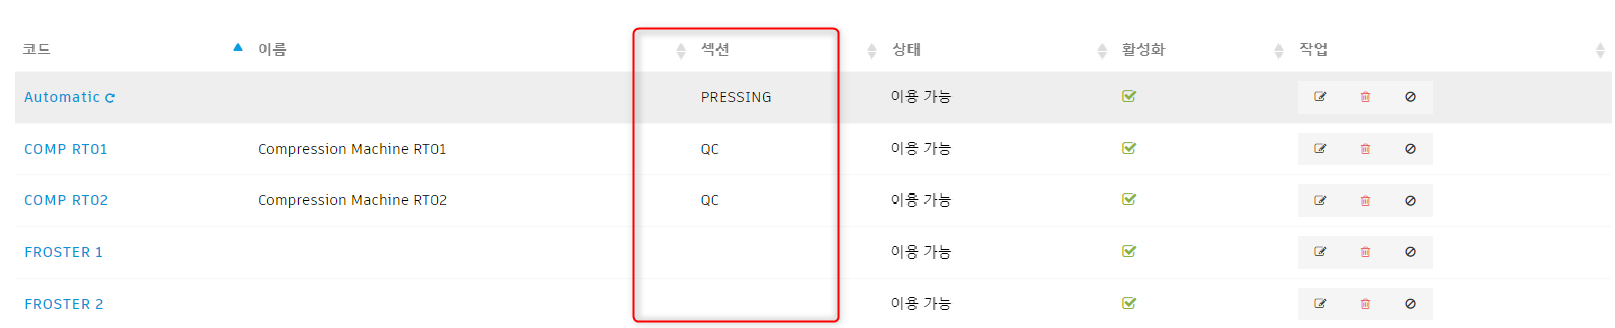 코드 이름 섹션 상태 활성화 작업
Automatic PRESSING 이용 가능
COMP RT01 Compression Machine RT01 QC 이용 가능
COMP RT02 Compression Machine RT02 QC 이용 가능
FROSTER 1 이용 가능
FROSTER 2 이용 가능